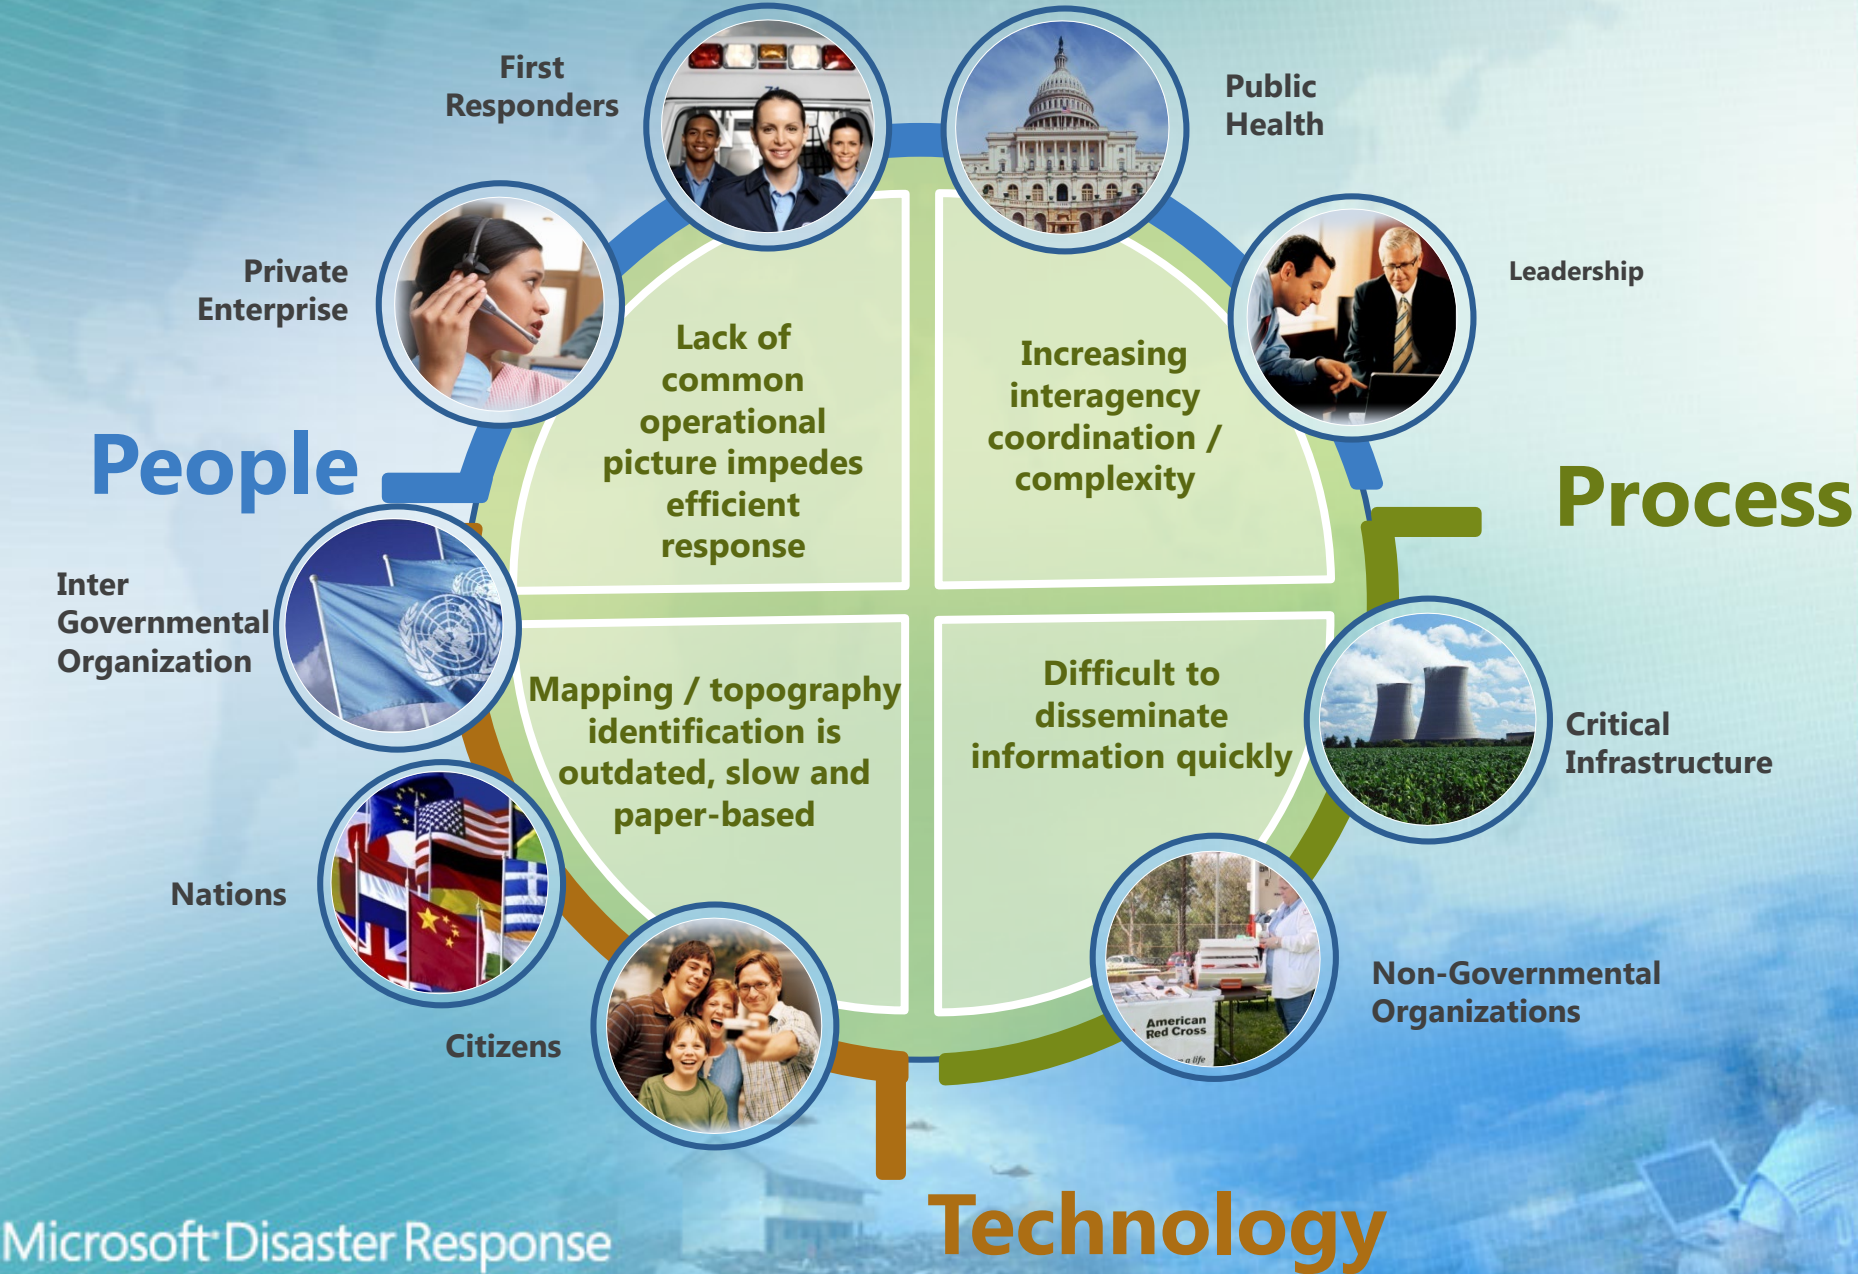 First
Responders
Public
Health
Private
Enterprise
Leadership
Lack of
common
operational
picture impedes
efficient
response
Increasing
interagency
coordination /
complexity
People
Process
Inter
Governmental
Organization
Mapping / topography
identification is
outdated, slow and
paper-based
Difficult to
disseminate
information quickly
Critical
Infrastructure
Nations
Citizens
Non-Governmental
Organizations
American
Red Cross
a life
Technology
Microsoft® Disaster Response